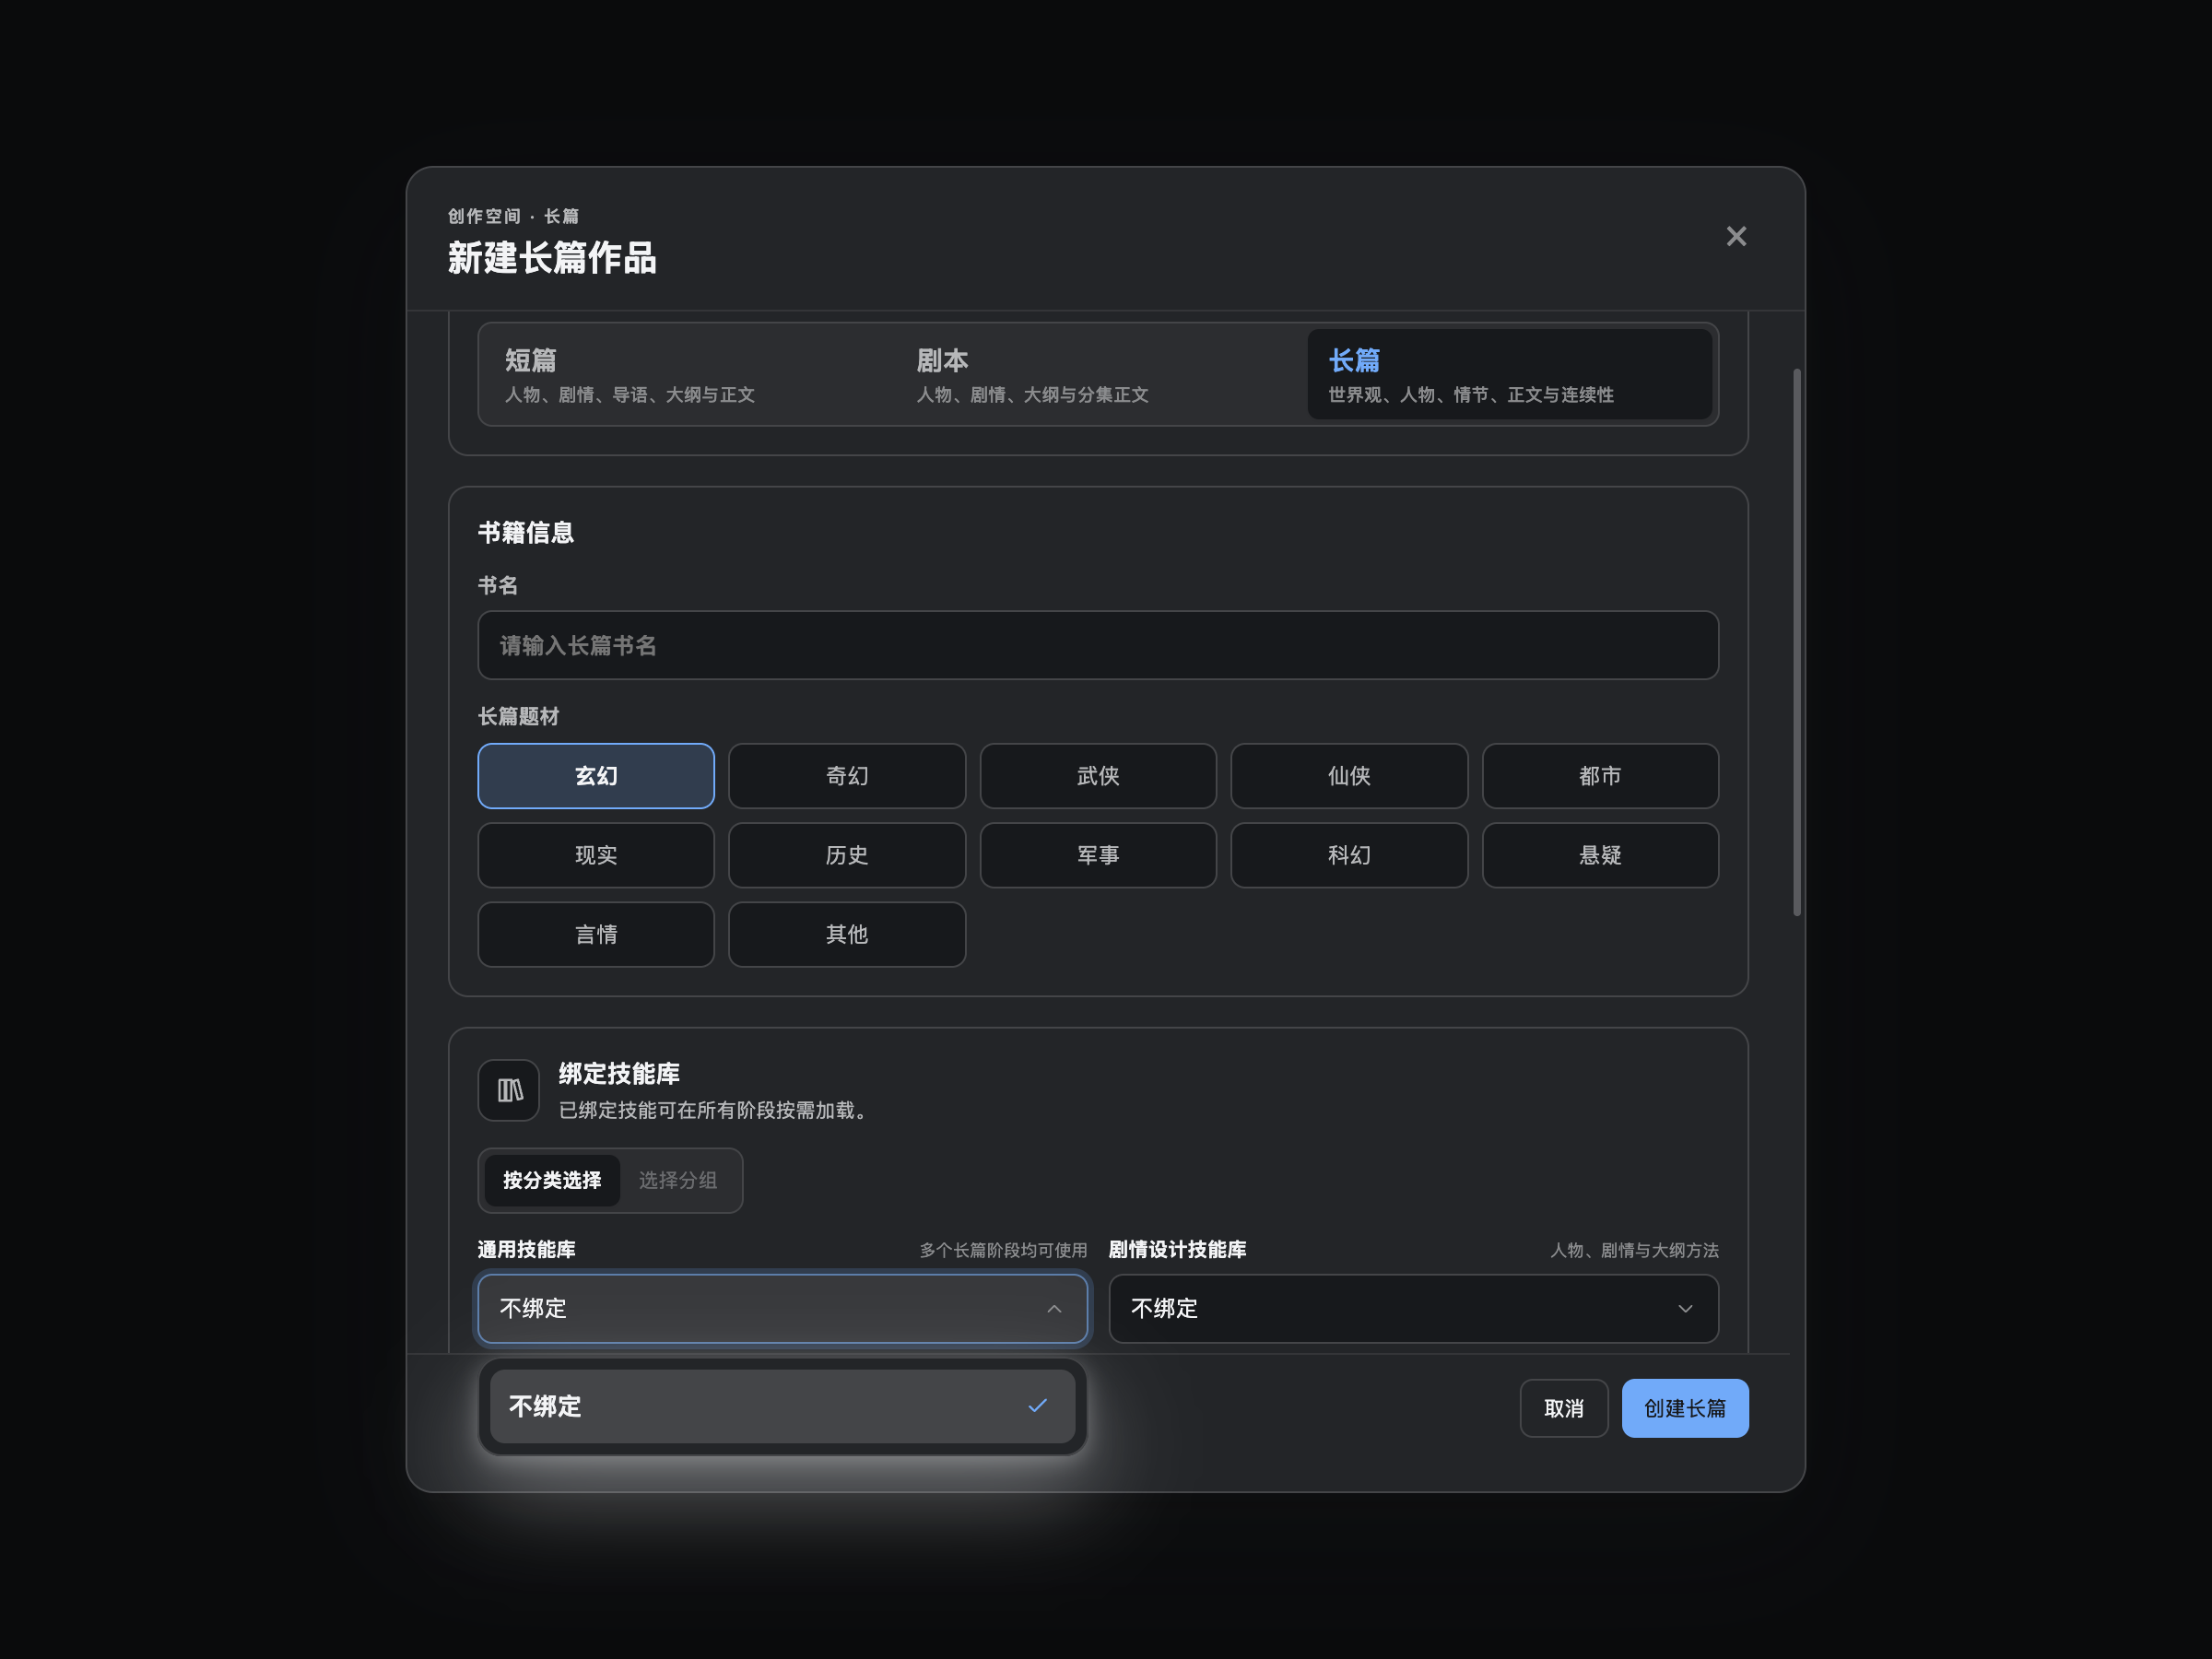 创作空间 · 长篇
新建长篇作品
短篇
人物、剧情、导语、大纲与正文
剧本
人物、剧情、大纲与分集正文
长篇
世界观、人物、情节、正文与连续性
书籍信息
书名
请输入长篇书名
长篇题材
玄幻
奇幻
武侠
仙侠
都市
现实
历史
军事
科幻
悬疑
言情
其他
绑定技能库
已绑定技能可在所有阶段按需加载。
按分类选择
选择分组
通用技能库
多个长篇阶段均可使用
不绑定
剧情设计技能库
人物、剧情与大纲方法
不绑定
不绑定
取消
创建长篇